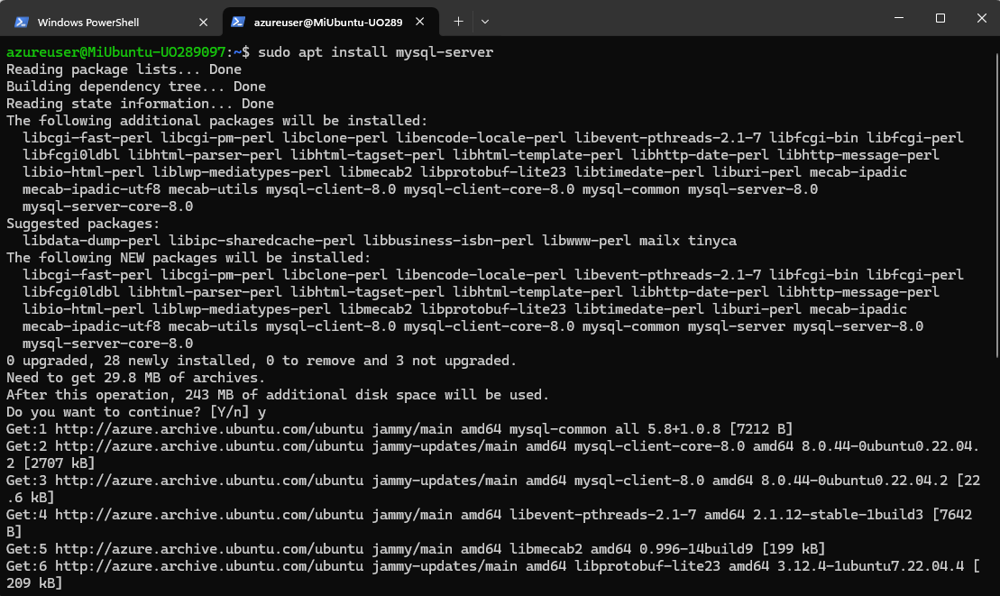 Windows PowerShell
azureuser@MiUbuntu-UO289
azureuser@MiUbuntu-UO289097:~$ sudo apt install mysql-server
Reading package lists... Done
Building dependency tree... Done
Reading state information... Done
The following additional packages will be installed:
  libcgi-fast-perl libcgi-pm-perl libclone-perl libencode-locale-perl libevent-pthreads-2.1-7 libfcgi-bin libfcgi-perl
  libfcgi0ldbl libhtml-parser-perl libhtml-tagset-perl libhtml-template-perl libhttp-date-perl libhttp-message-perl
  libio-html-perl liblwp-mediatypes-perl libmecab2 libprotobuf-lite23 libtimedate-perl liburi-perl mecab-ipadic
  mecab-ipadic-utf8 mecab-utils mysql-client-8.0 mysql-client-core-8.0 mysql-common mysql-server-8.0
  mysql-server-core-8.0
Suggested packages:
  libdata-dump-perl libipc-sharedcache-perl libbusiness-isbn-perl libwww-perl mailx tinyca
The following NEW packages will be installed:
  libcgi-fast-perl libcgi-pm-perl libclone-perl libencode-locale-perl libevent-pthreads-2.1-7 libfcgi-bin libfcgi-perl
  libfcgi0ldbl libhtml-parser-perl libhtml-tagset-perl libhtml-template-perl libhttp-date-perl libhttp-message-perl
  libio-html-perl liblwp-mediatypes-perl libmecab2 libprotobuf-lite23 libtimedate-perl liburi-perl mecab-ipadic
  mecab-ipadic-utf8 mecab-utils mysql-client-8.0 mysql-client-core-8.0 mysql-common mysql-server mysql-server-8.0
  mysql-server-core-8.0
0 upgraded, 28 newly installed, 0 to remove and 3 not upgraded.
Need to get 29.8 MB of archives.
After this operation, 243 MB of additional disk space will be used.
Do you want to continue? [Y/n] y
Get:1 http://azure.archive.ubuntu.com/ubuntu jammy/main amd64 mysql-common all 5.8+1.0.8 [7212 B]
Get:2 http://azure.archive.ubuntu.com/ubuntu jammy-updates/main amd64 mysql-client-core-8.0 amd64 8.0.44-0ubuntu0.22.04.
2 [2707 kB]
Get:3 http://azure.archive.ubuntu.com/ubuntu jammy-updates/main amd64 mysql-client-8.0 amd64 8.0.44-0ubuntu0.22.04.2 [22
.6 kB]
Get:4 http://azure.archive.ubuntu.com/ubuntu jammy/main amd64 libevent-pthreads-2.1-7 amd64 2.1.12-stable-1build3 [7642
B]
Get:5 http://azure.archive.ubuntu.com/ubuntu jammy/main amd64 libmecab2 amd64 0.996-14build9 [199 kB]
Get:6 http://azure.archive.ubuntu.com/ubuntu jammy-updates/main amd64 libprotobuf-lite23 amd64 3.12.4-1ubuntu7.22.04.4 [
209 kB]